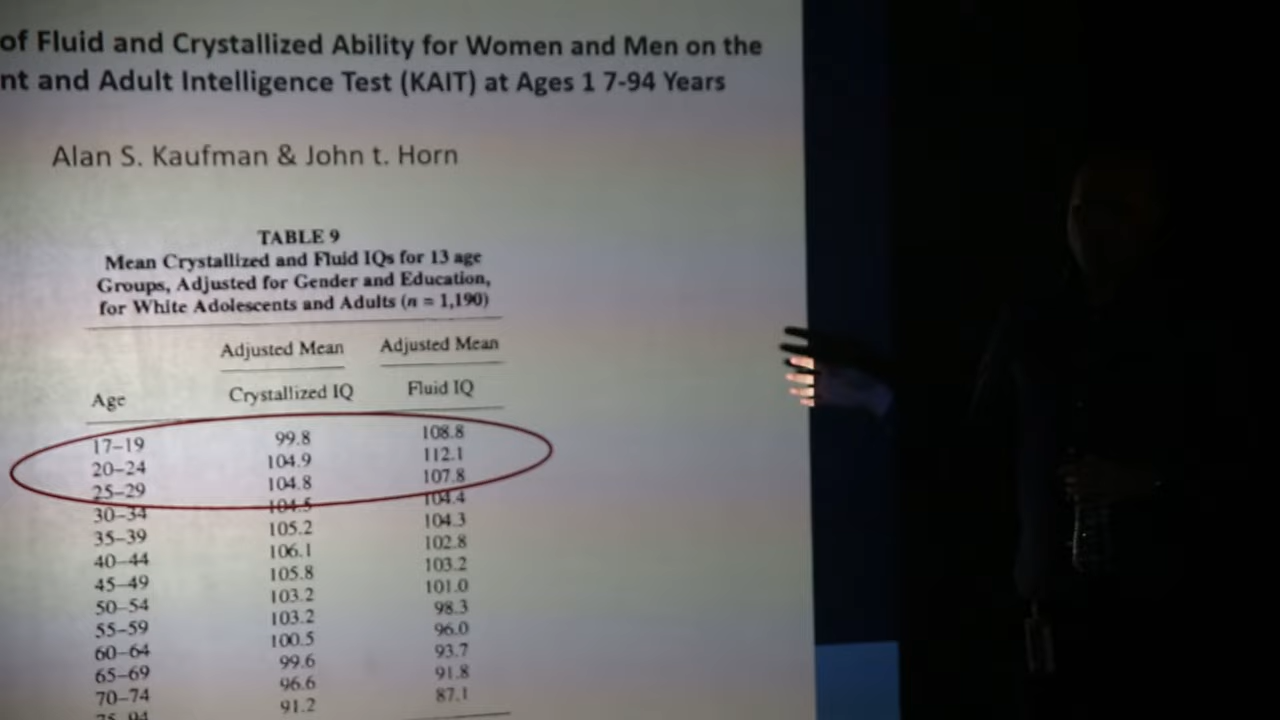 of Fluid and Crystallized Ability for Women and Men on the
nt and Adult Intelligence Test (KAIT) at Ages 1 7-94 Years
Alan S. Kaufman & John t. Horn
TABLE 9
Mean Crystallized and Fluid IQs for 13 age
Groups, Adjusted for Gender and Education,
for White Adolescents and Adults (n = 1,190)
Adjusted Mean Adjusted Mean
Age Crystallized IQ Fluid IQ
17–19 99.8 108.8
20–24 104.9 112.1
25–29 104.8 107.8
30–34 104.5 104.4
35–39 105.2 104.3
40–44 106.1 102.8
45–49 105.8 103.2
50–54 103.2 101.0
55–59 103.2 98.3
60–64 100.5 96.0
65–69 99.6 93.7
70–74 96.6 91.8
75–94 91.2 87.1